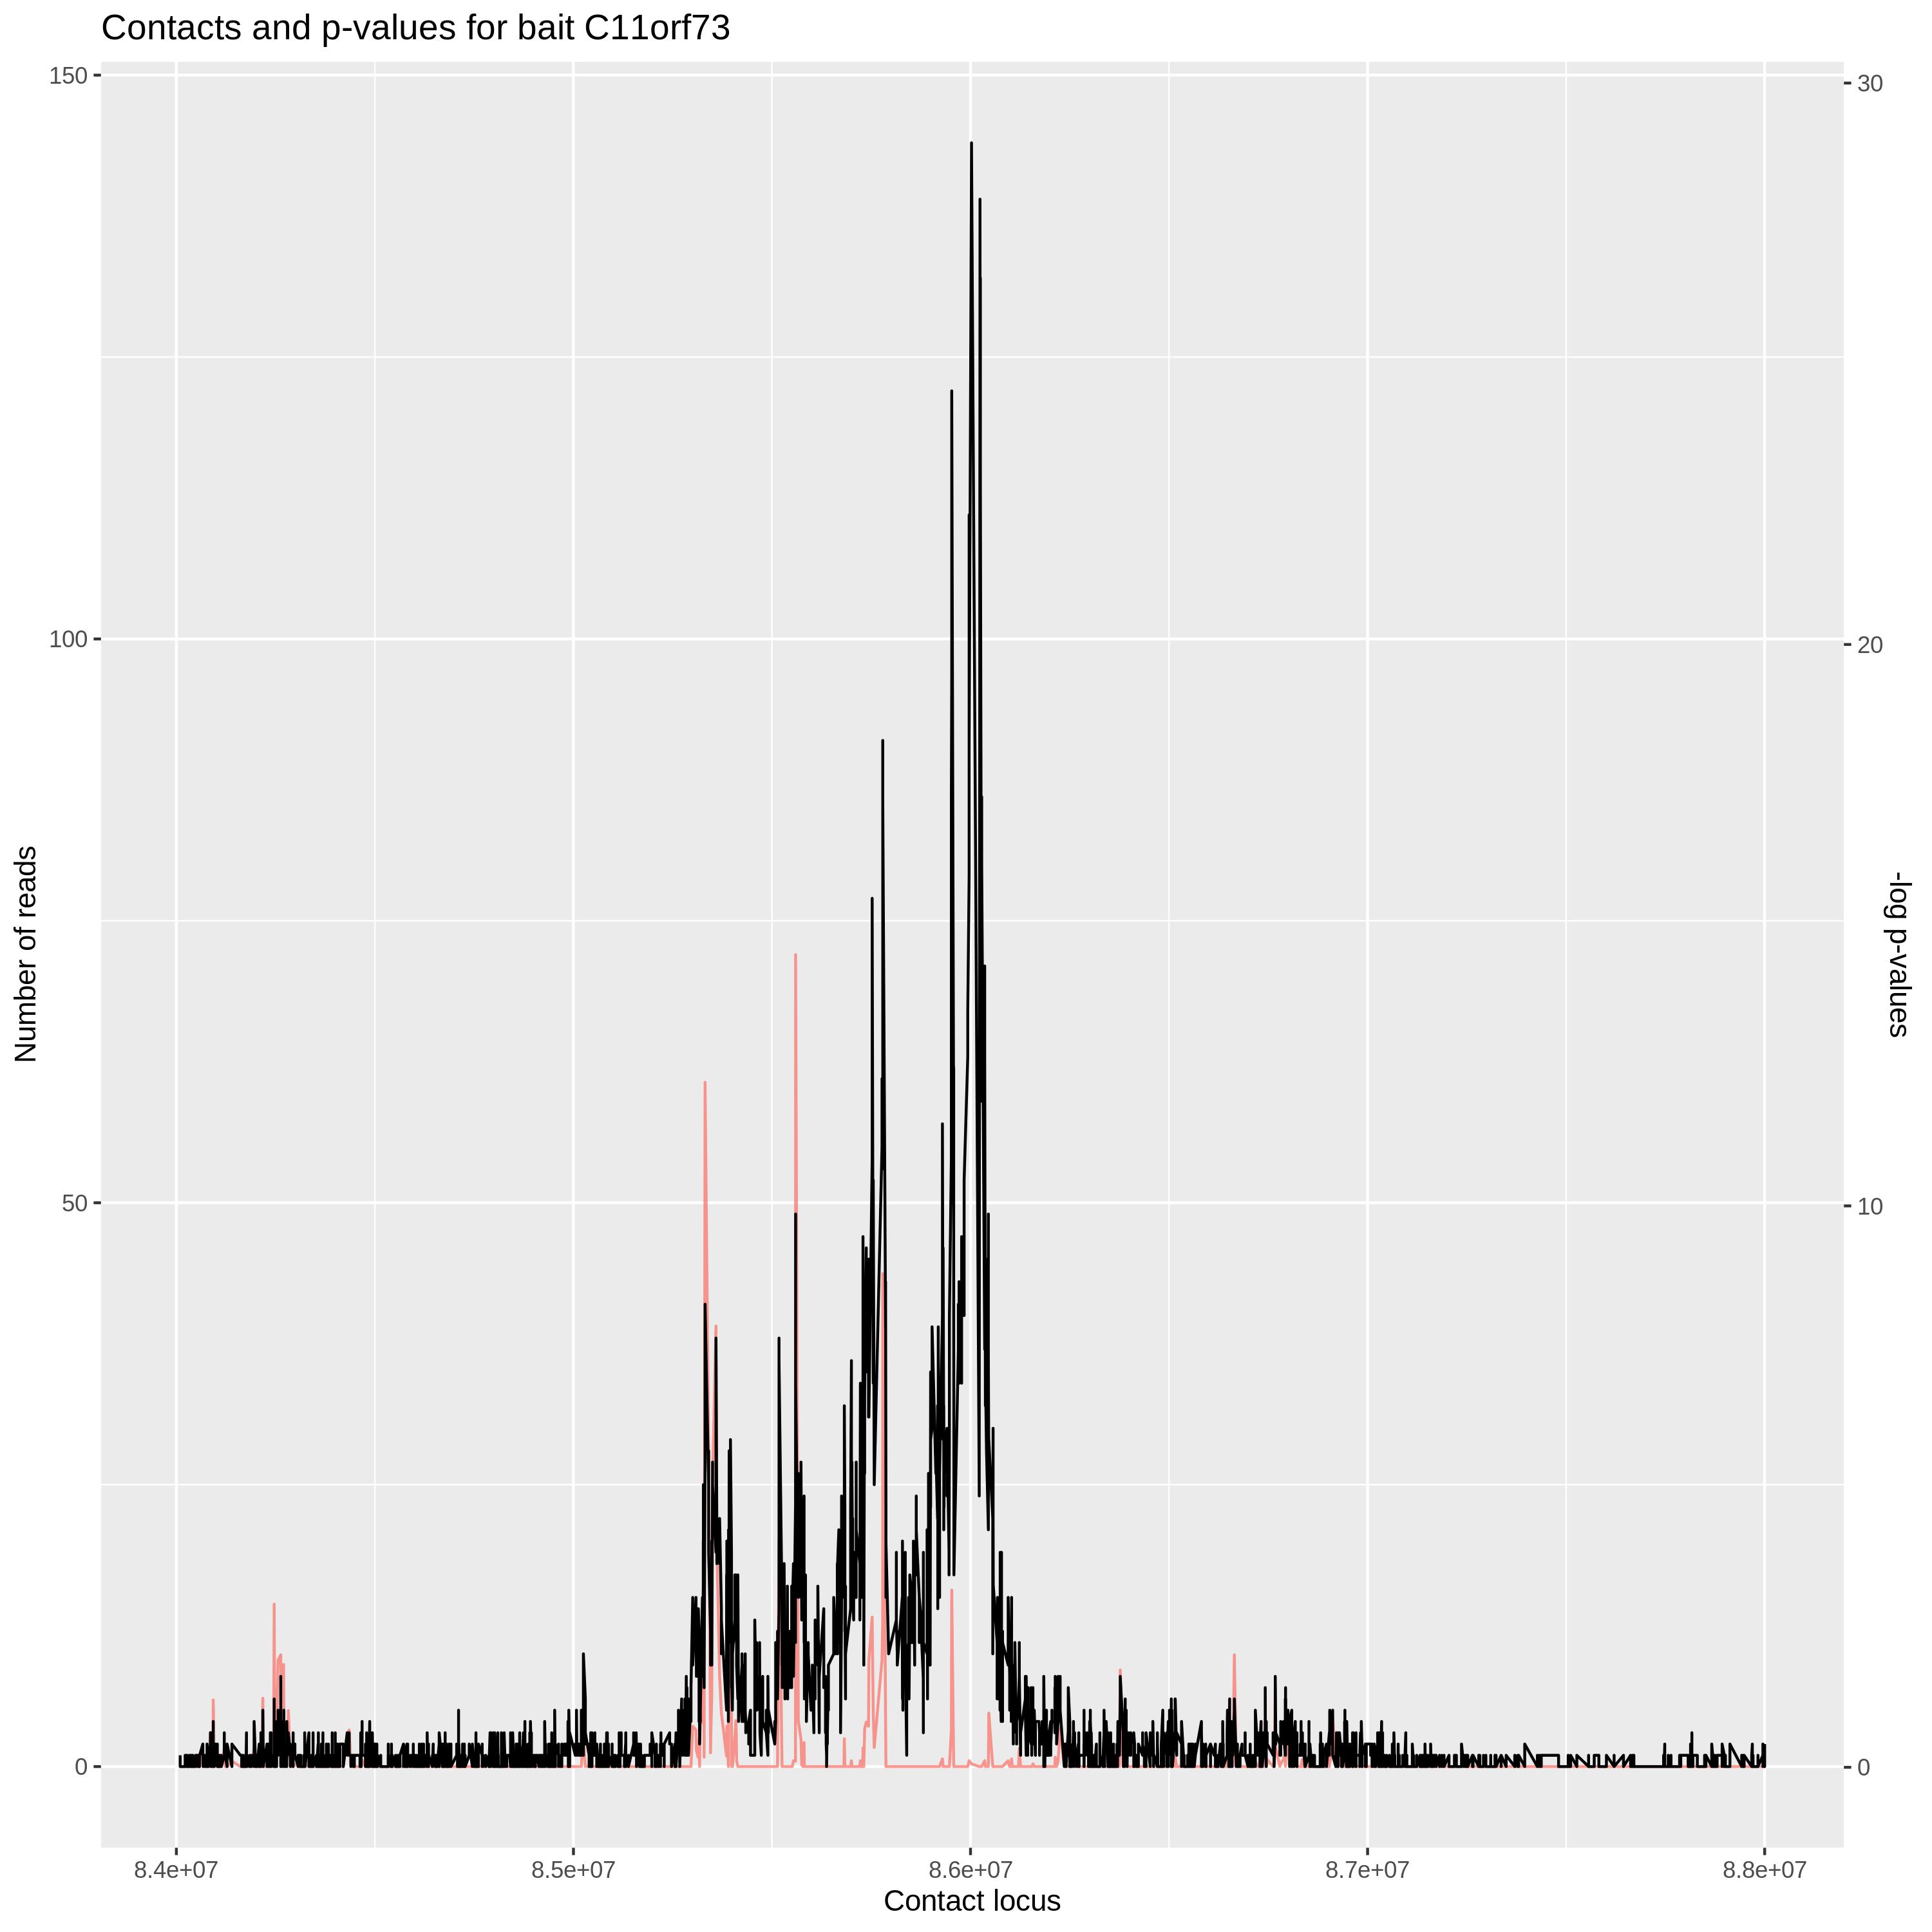 Contacts and p-values for bait C11orf73
150
100
50
0
Number of reads
30
20
10
0
-log p-values
8.4e+07
8.5e+07
8.6e+07
8.7e+07
8.8e+07
Contact locus